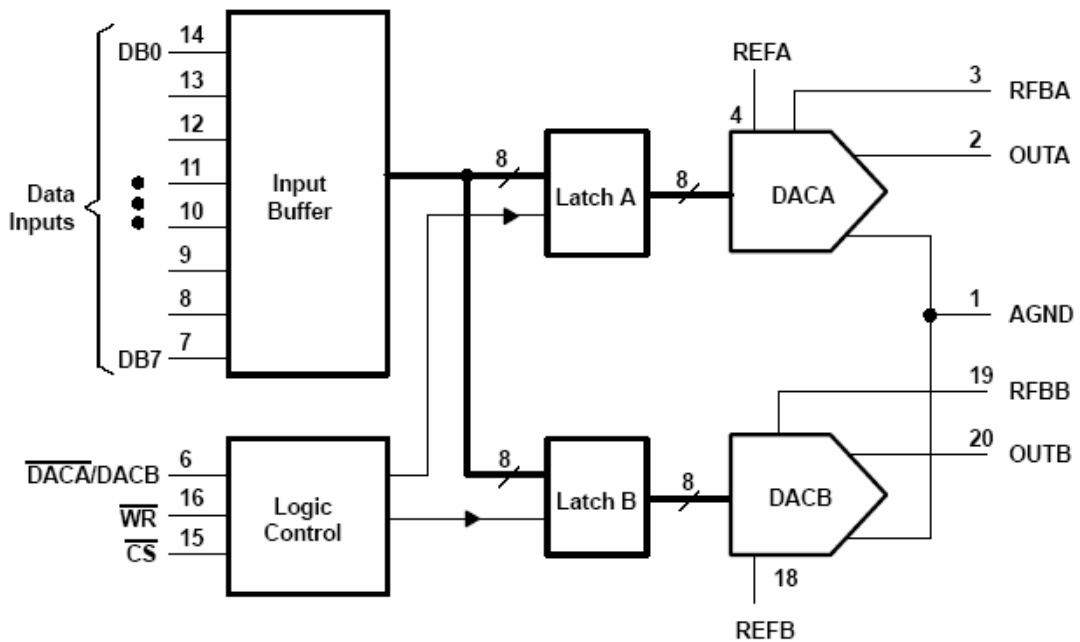 DB0 14
13
12
11
10
9
8
DB7 7
Data
Inputs
Input
Buffer
8
Latch A
8
REFA
4
DACA
3 RFBA
2 OUTA
1 AGND
DACA/DACB 6
WR 16
CS 15
Logic
Control
8
Latch B
8
DACB
19 RFBB
20 OUTB
18
REFB